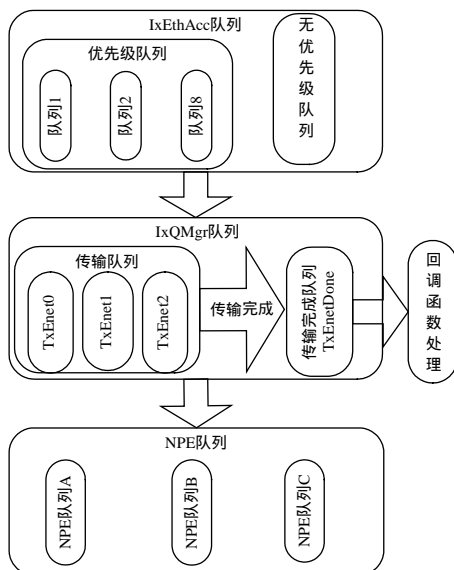 IxEthAcc队列
优先级队列
队列1
队列2
队列8
无优先级队列
IxQMgr队列
传输队列
TxEnet0
TxEnet1
TxEnet2
传输完成
传输完成队列
TxEnetDone
回调函数处理
NPE队列
NPE队列A
NPE队列B
NPE队列C